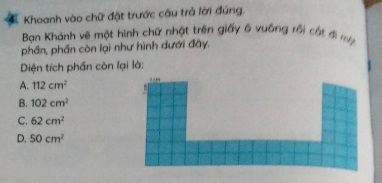 4. Khoanh vào chữ đặt trước câu trả lời đúng.
Bạn Khánh vẽ một hình chữ nhật trên giấy ô vuông rồi cắt đi một
phần, phần còn lại như hình dưới đây.
Diện tích phần còn lại là:
A. 112 cm²
B. 102 cm²
C. 62 cm²
D. 50 cm²